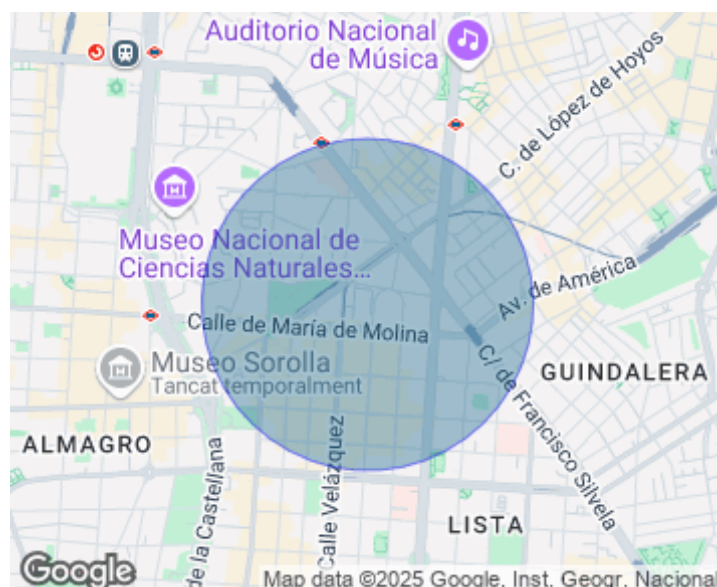 Auditorio Nacional
de Música
C. de López de Hoyos
Museo Nacional de
Ciencias Naturales...
Av. de América
Calle de María de Molina
Museo Sorolla
Tancat temporalment
C/ de Francisco Silvela
GUINDALERA
ALMAGRO
de la Castellana
Calle Velázquez
LISTA
Google
Map data ©2025 Google, Inst. Geogr. Nacional